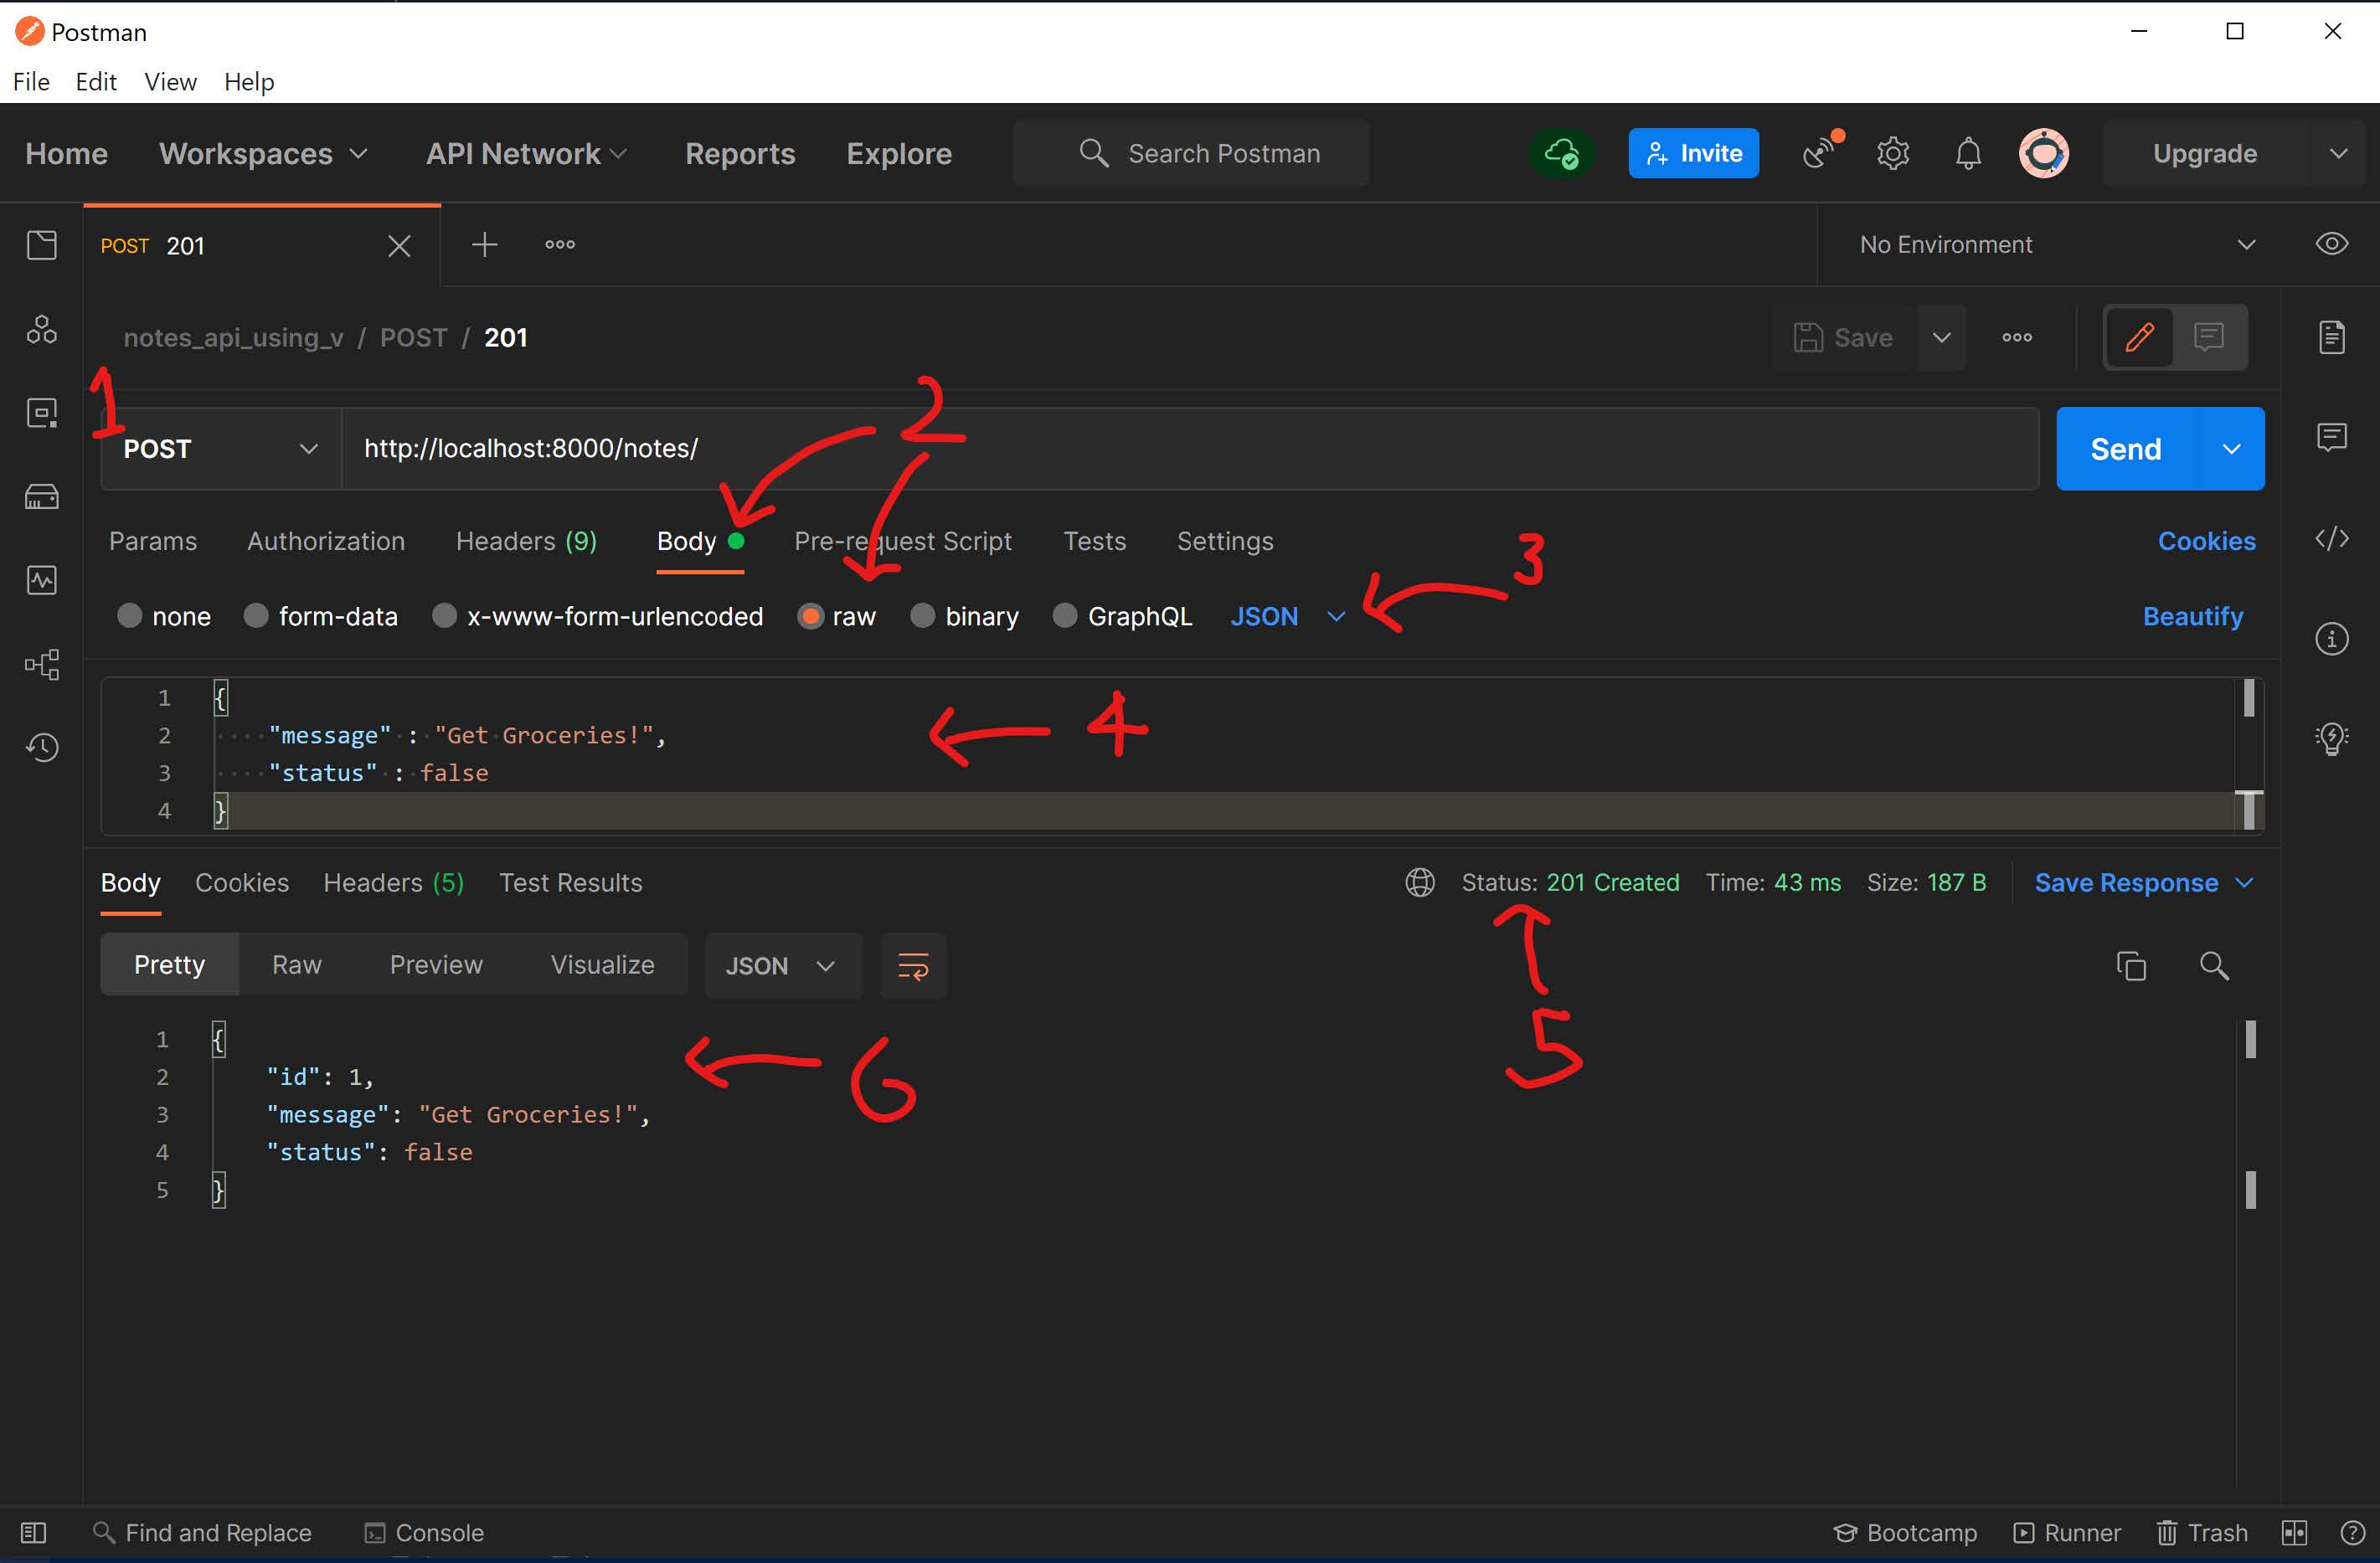 Postman
File Edit View Help
Home Workspaces API Network Reports Explore Search Postman Invite Upgrade
POST 201 No Environment
notes_api_using_v / POST / 201 Save
1
2
POST http://localhost:8000/notes/ Send
Params Authorization Headers (9) Body Pre-request Script Tests Settings Cookies
3
none form-data x-www-form-urlencoded raw binary GraphQL JSON Beautify
1 {
2 "message" : "Get Groceries!",
4
3 "status" : false
4 }
Body Cookies Headers (5) Test Results Status: 201 Created Time: 43 ms Size: 187 B Save Response
Pretty Raw Preview Visualize JSON
5
1 {
2 "id": 1,
6
3 "message": "Get Groceries!",
4 "status": false
5 }
Find and Replace Console Bootcamp Runner Trash